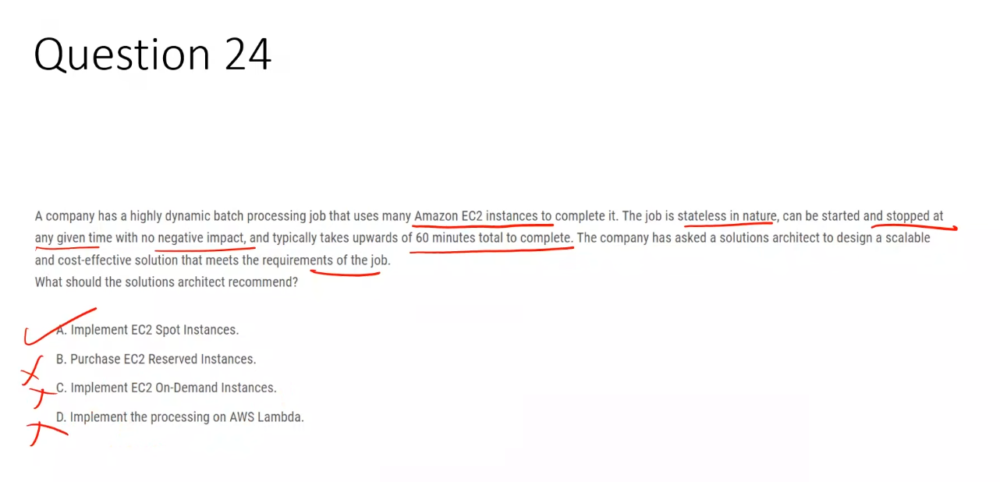 Question 24
A company has a highly dynamic batch processing job that uses many Amazon EC2 instances to complete it. The job is stateless in nature, can be started and stopped at
any given time with no negative impact, and typically takes upwards of 60 minutes total to complete. The company has asked a solutions architect to design a scalable
and cost-effective solution that meets the requirements of the job.
What should the solutions architect recommend?
A. Implement EC2 Spot Instances.
B. Purchase EC2 Reserved Instances.
C. Implement EC2 On-Demand Instances.
D. Implement the processing on AWS Lambda.